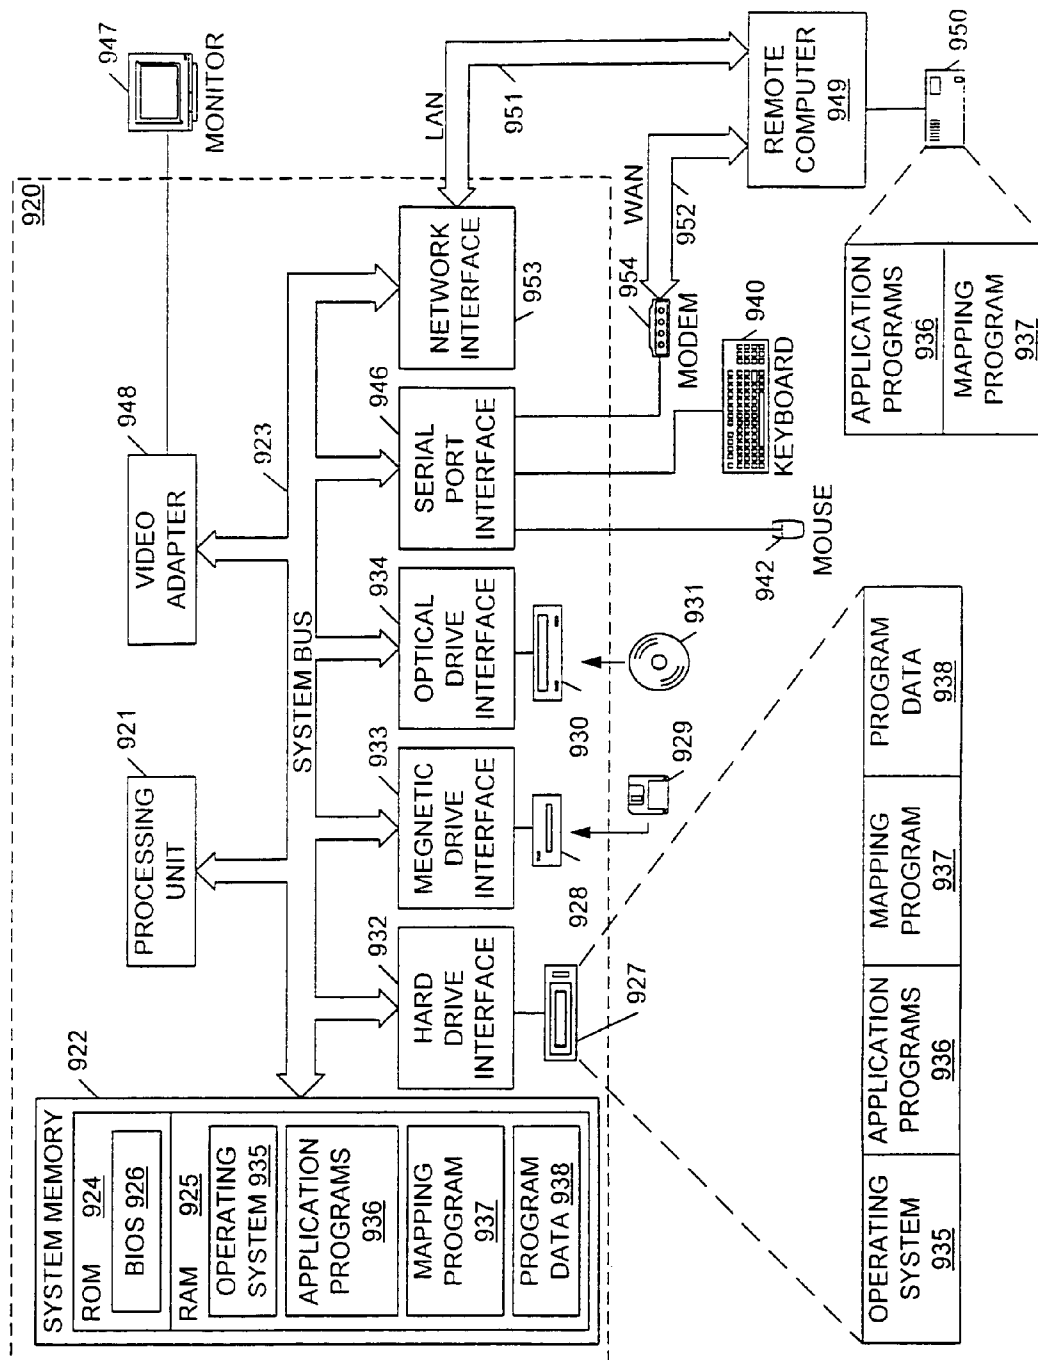 920
SYSTEM MEMORY
922
ROM 924
BIOS 926
RAM 925
OPERATING
SYSTEM 935
APPLICATION
PROGRAMS
936
MAPPING
PROGRAM
937
PROGRAM
DATA 938
PROCESSING
UNIT
921
VIDEO
ADAPTER
948
947
MONITOR
SYSTEM BUS
923
HARD
DRIVE
INTERFACE
932
MEGNETIC
DRIVE
INTERFACE
933
OPTICAL
DRIVE
INTERFACE
934
SERIAL
PORT
INTERFACE
946
NETWORK
INTERFACE
953
LAN
951
927
928
929
930
931
942
MOUSE
KEYBOARD
940
MODEM
954
WAN
952
REMOTE
COMPUTER
949
950
OPERATING
SYSTEM
935
APPLICATION
PROGRAMS
936
MAPPING
PROGRAM
937
PROGRAM
DATA
938
APPLICATION
PROGRAMS
936
MAPPING
PROGRAM
937